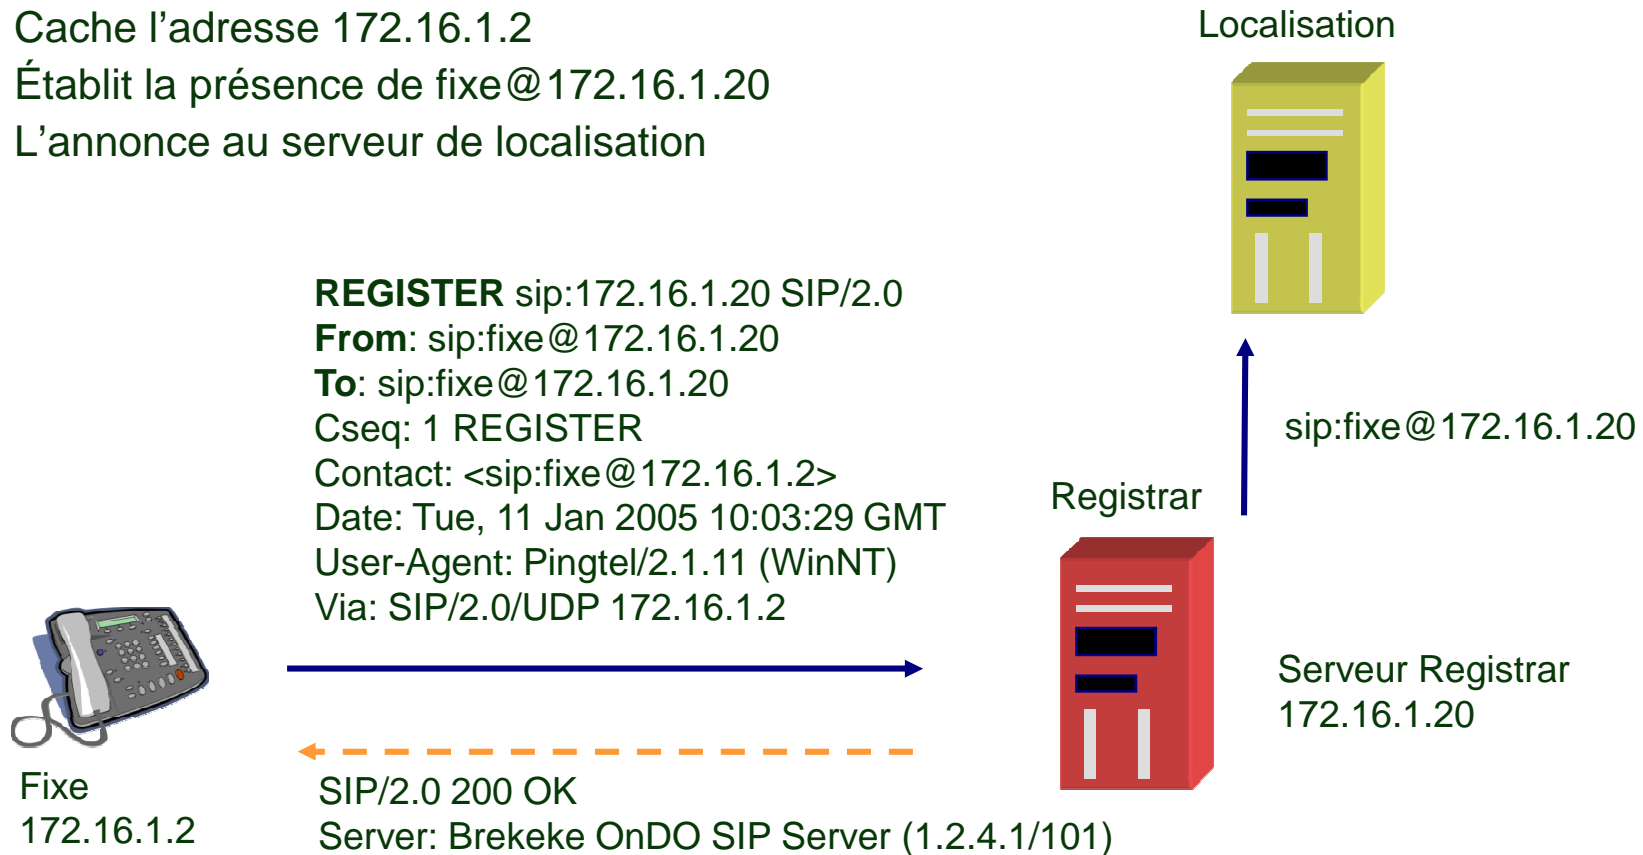 Cache l’adresse 172.16.1.2
Établit la présence de fixe@172.16.1.20
L’annonce au serveur de localisation
Localisation
REGISTER sip:172.16.1.20 SIP/2.0
From: sip:fixe@172.16.1.20
To: sip:fixe@172.16.1.20
Cseq: 1 REGISTER
Contact: <sip:fixe@172.16.1.2>
Date: Tue, 11 Jan 2005 10:03:29 GMT
User-Agent: Pingtel/2.1.11 (WinNT)
Via: SIP/2.0/UDP 172.16.1.2
sip:fixe@172.16.1.20
Registrar
Serveur Registrar
172.16.1.20
Fixe
172.16.1.2
SIP/2.0 200 OK
Server: Brekeke OnDO SIP Server (1.2.4.1/101)